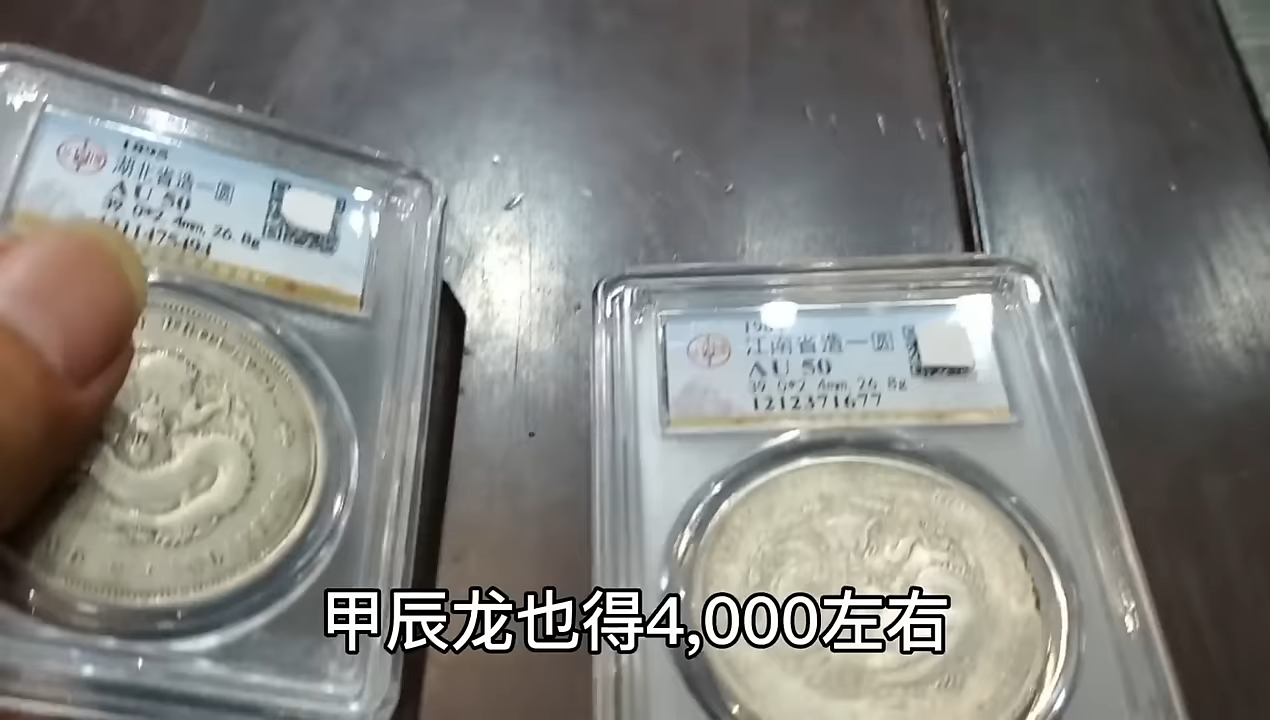 1895
湖北省造一圆
AU 50
39.0*2.4mm, 26.8g
1211475494
江南省造一圆
AU 50
39.0*2.4mm, 26.8g
1212371677
甲辰龙也得4,000左右